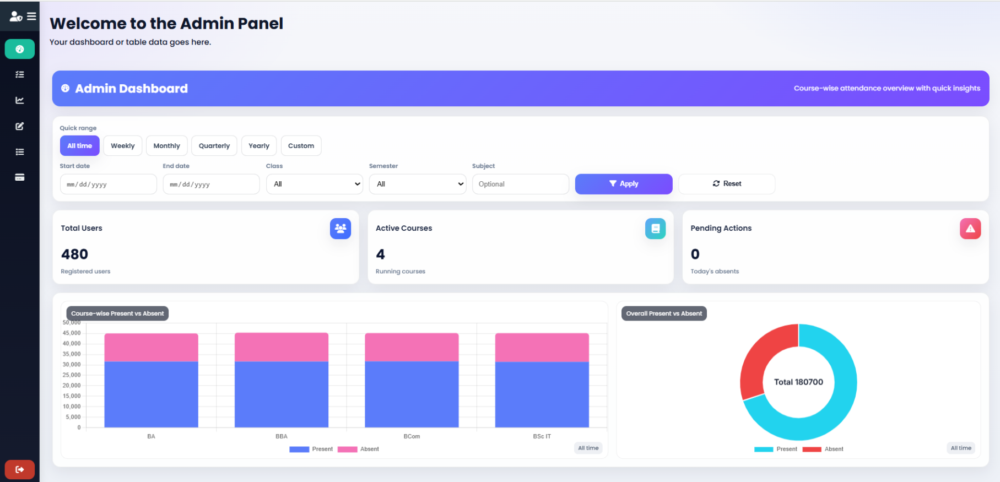 Welcome to the Admin Panel
Your dashboard or table data goes here.
Admin Dashboard
Course-wise attendance overview with quick insights
Quick range
All time Weekly Monthly Quarterly Yearly Custom
Start date End date Class Semester Subject
mm/dd/yyyy mm/dd/yyyy All All Optional Apply Reset
Total Users
480
Registered users
Active Courses
4
Running courses
Pending Actions
0
Today's absents
Course-wise Present vs Absent
50,000
45,000
40,000
35,000
30,000
25,000
20,000
15,000
10,000
5,000
0
BA BBA BCom BSc IT
Present Absent
All time
Overall Present vs Absent
Total 180700
Present Absent
All time